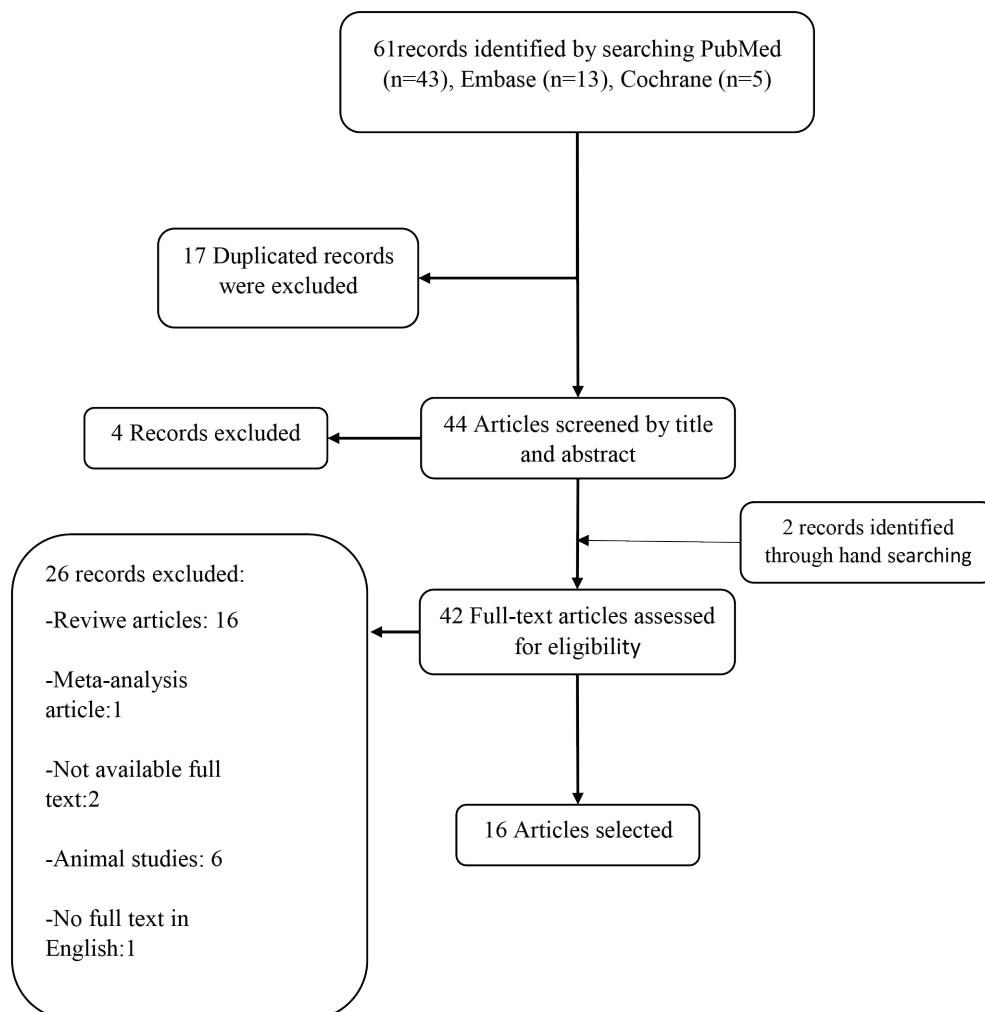 61records identified by searching PubMed
(n=43), Embase (n=13), Cochrane (n=5)
17 Duplicated records
were excluded
4 Records excluded
44 Articles screened by title
and abstract
2 records identified
through hand searching
26 records excluded:
-Reviwe articles: 16
-Meta-analysis
article:1
-Not available full
text:2
-Animal studies: 6
-No full text in
English:1
42 Full-text articles assessed
for eligibility
16 Articles selected